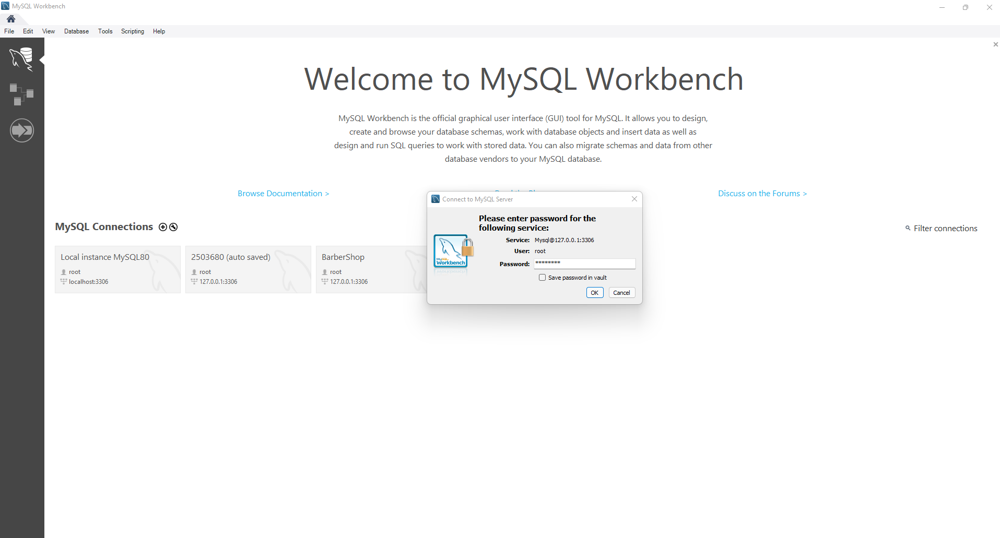 MySQL Workbench
File Edit View Database Tools Scripting Help
Welcome to MySQL Workbench
MySQL Workbench is the official graphical user interface (GUI) tool for MySQL. It allows you to design,
create and browse your database schemas, work with database objects and insert data as well as
design and run SQL queries to work with stored data. You can also migrate schemas and data from other
database vendors to your MySQL database.
Browse Documentation >
Discuss on the Forums >
MySQL Connections
Filter connections
Local instance MySQL80
root
localhost:3306
2503680 (auto saved)
root
127.0.0.1:3306
BarberShop
root
127.0.0.1:3306
Connect to MySQL Server
Please enter password for the
following service:
MySQL
Workbench
Service: Mysql@127.0.0.1:3306
User: root
Password: ********
Save password in vault
OK Cancel